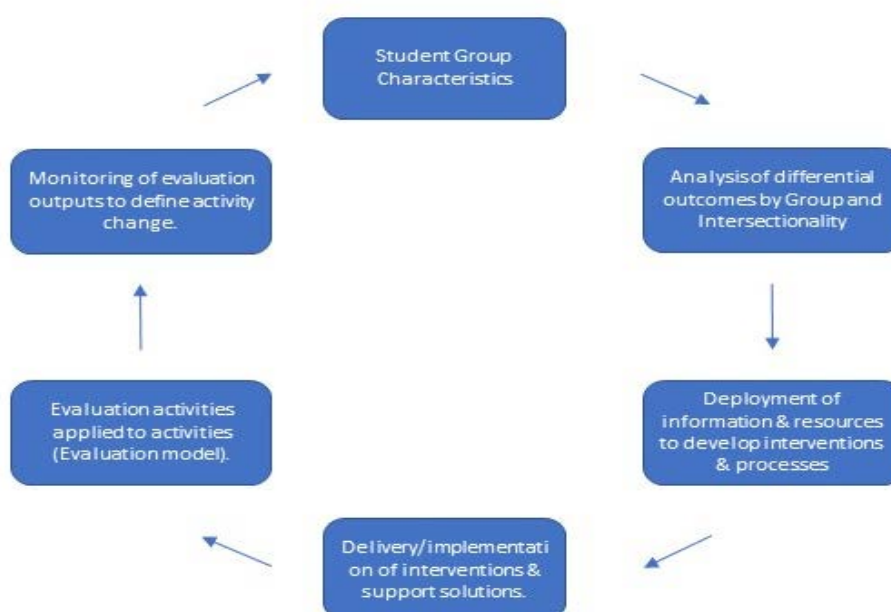 Student Group
Characteristics
Analysis of differential
outcomes by Group and
Intersectionality
Deployment of
information & resources
to develop interventions
& processes
Delivery/implementati
on of interventions &
support solutions.
Evaluation activities
applied to activities
(Evaluation model).
Monitoring of evaluation
outputs to define activity
change.